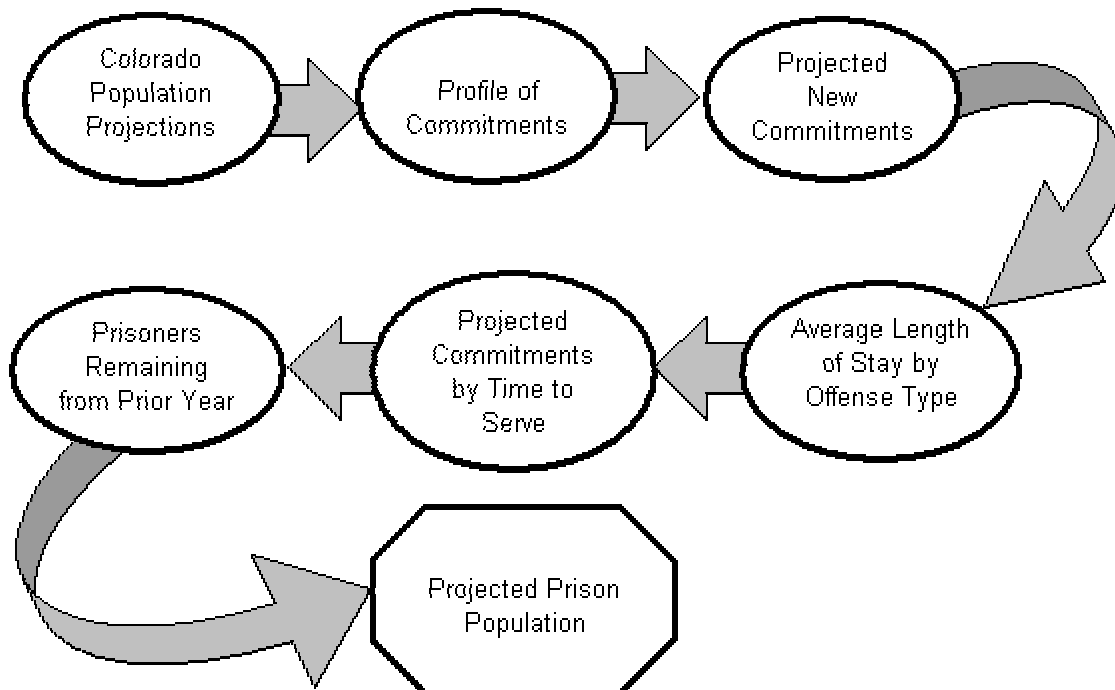 Colorado
Population
Projections
Profile of
Commitments
Projected
New
Commitments
Average Length
of Stay by
Offense Type
Projected
Commitments
by Time to
Serve
Prisoners
Remaining
from Prior Year
Projected Prison
Population